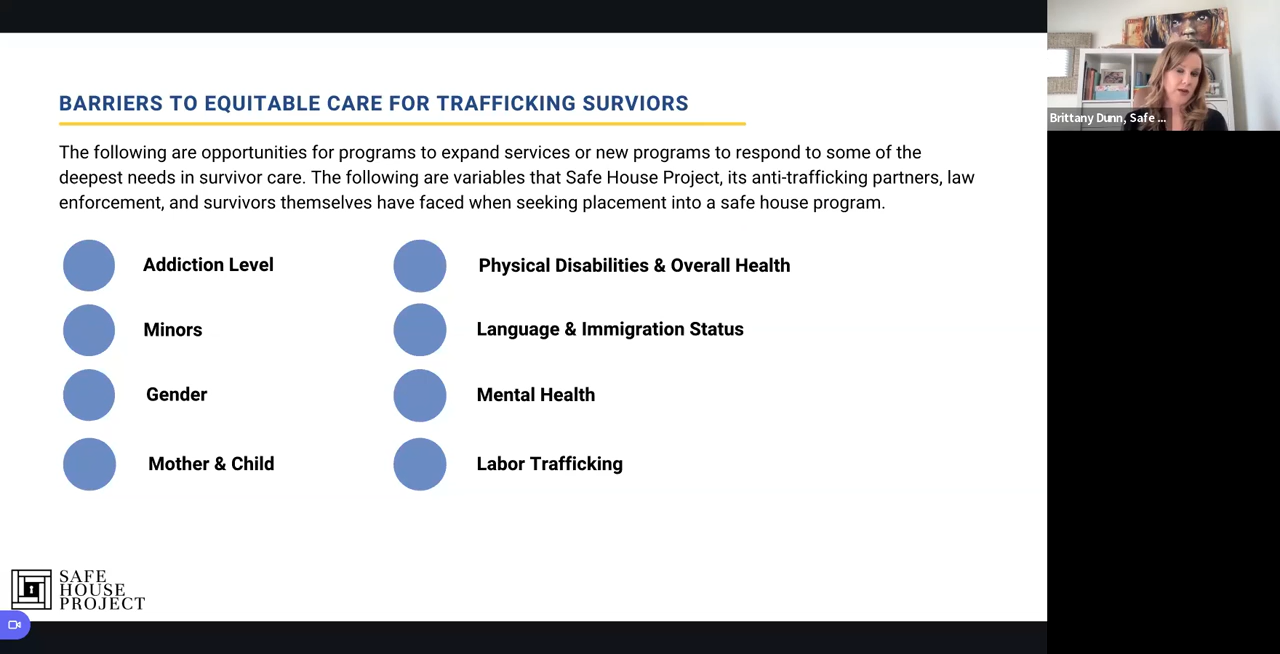 BARRIERS TO EQUITABLE CARE FOR TRAFFICKING SURVIORS
The following are opportunities for programs to expand services or new programs to respond to some of the
deepest needs in survivor care. The following are variables that Safe House Project, its anti-trafficking partners, law
enforcement, and survivors themselves have faced when seeking placement into a safe house program.
Addiction Level
Minors
Gender
Mother & Child
Physical Disabilities & Overall Health
Language & Immigration Status
Mental Health
Labor Trafficking
SAFE
HOUSE
PROJECT
Brittany Dunn, Safe ...